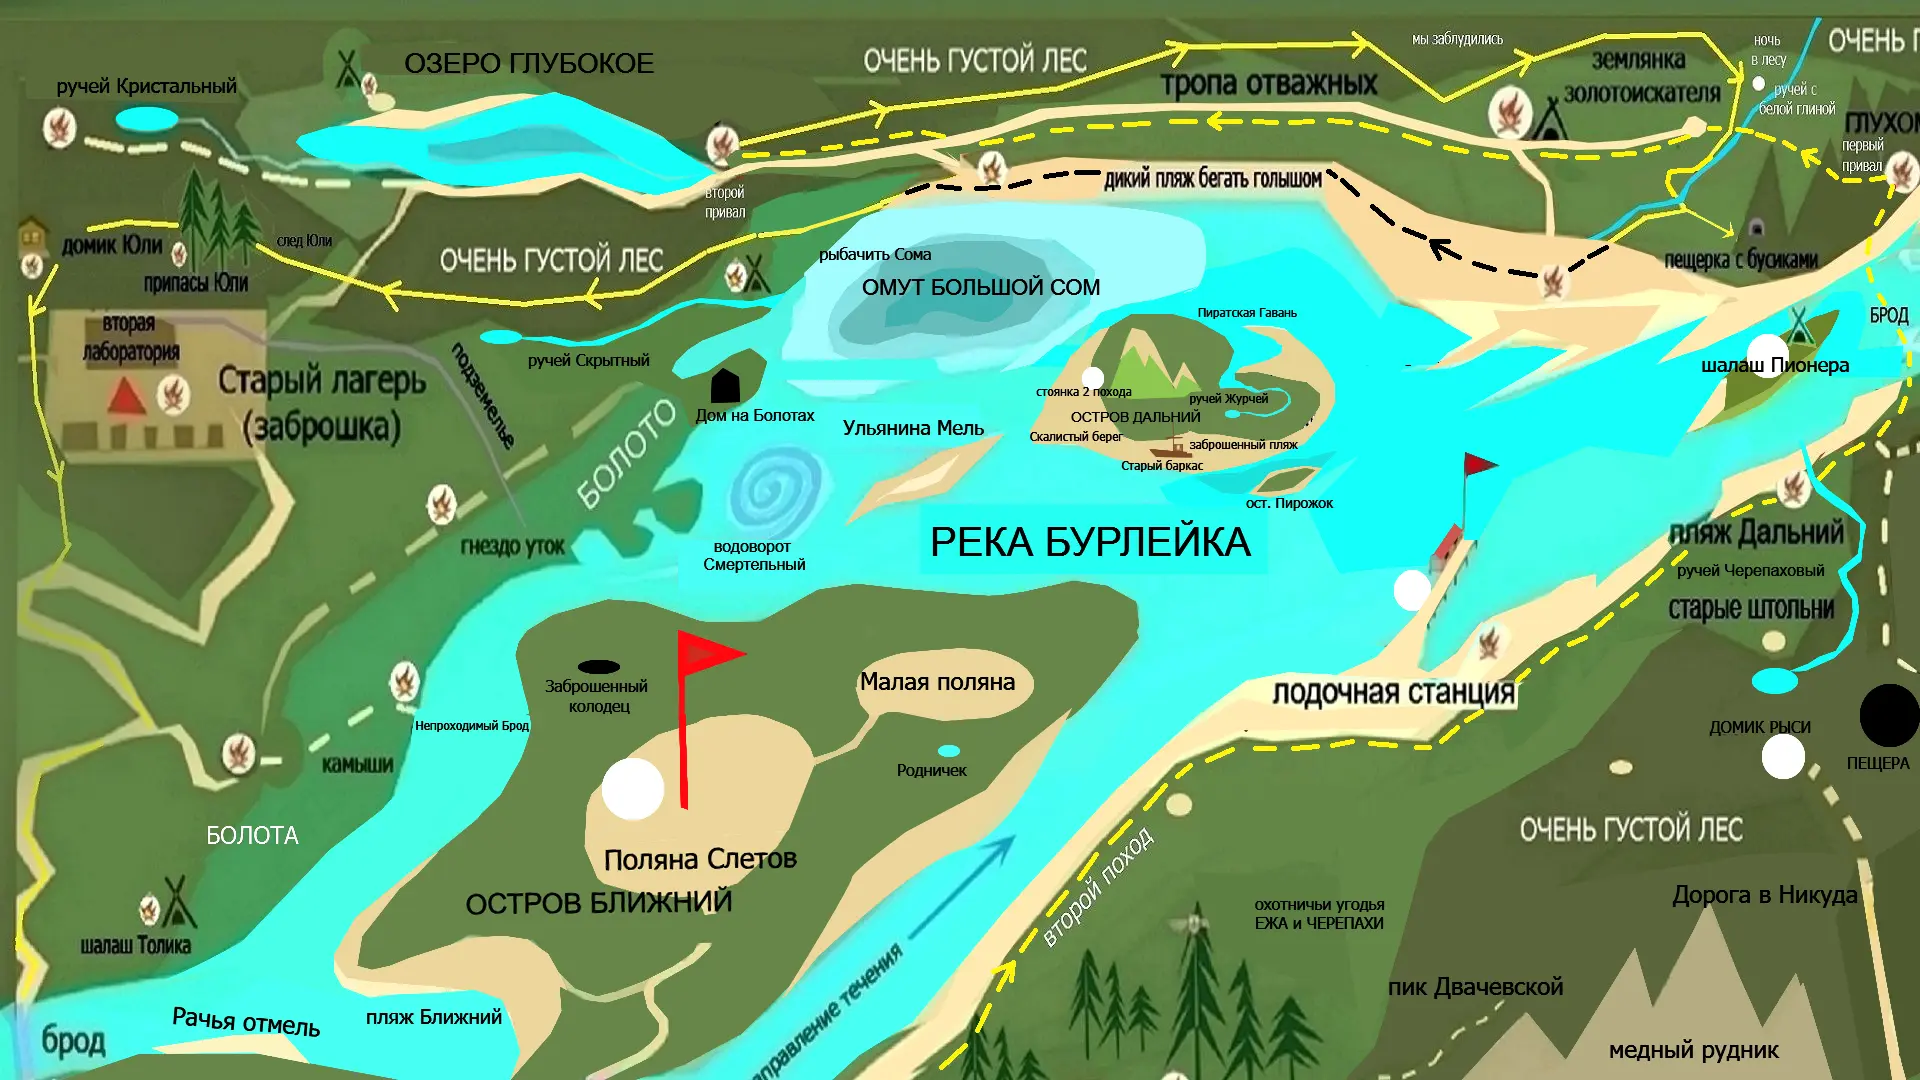 ручей Кристальный
ОЗЕРО ГЛУБОКОЕ
ОЧЕНЬ ГУСТОЙ ЛЕС
тропа отважных
мы заблудились
землянка
золотоискателя
ночь
в лесу
ОЧЕНЬ Г
ручей с
белой глиной
ГЛУХОМ
первый
привал
второй
привал
дикий пляж бегать голышом
домик Юли
след Юли
припасы Юли
ОЧЕНЬ ГУСТОЙ ЛЕС
рыбачить Сома
ОМУТ БОЛЬШОЙ СОМ
пещерка с бусиками
Пиратская Гавань
БРОД
вторая
лаборатория
подземелье
ручей Скрытный
шалаш Пионера
Старый лагерь
(заброшка)
Дом на Болотах
стоянка 2 похода
ручей Журчей
ОСТРОВ ДАЛЬНИЙ
Ульянина Мель
Скалистый берег
заброшенный пляж
Старый баркас
БОЛОТО
ост. Пирожок
РЕКА БУРЛЕЙКА
гнездо уток
водоворот
Смертельный
пляж Дальний
ручей Черепаховый
старые штольни
Заброшенный
колодец
Малая поляна
лодочная станция
Непроходимый Брод
камыши
Родничек
ДОМИК РЫСИ
ПЕЩЕРА
БОЛОТА
ОЧЕНЬ ГУСТОЙ ЛЕС
Поляна Слетов
ОСТРОВ БЛИЖНИЙ
второй поход
охотничьи угодья
ЕЖА и ЧЕРЕПАХИ
Дорога в Никуда
шалаш Толика
пик Двачевской
Рачья отмель
пляж Ближний
направление течения
брод
медный рудник